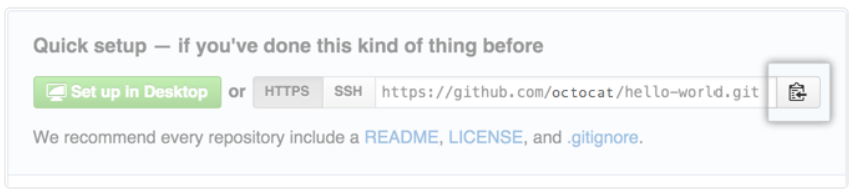 Quick setup — if you've done this kind of thing before
Set up in Desktop or HTTPS SSH https://github.com/octocat/hello-world.git
We recommend every repository include a README, LICENSE, and .gitignore.